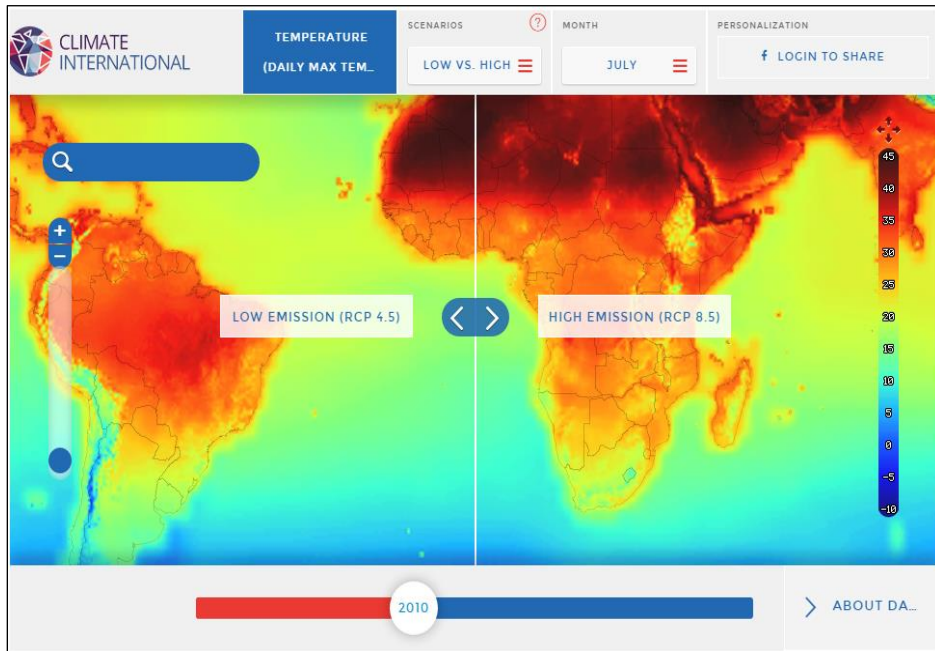 CLIMATE
INTERNATIONAL
TEMPERATURE
(DAILY MAX TEM...
SCENARIOS
?
LOW VS. HIGH
MONTH
JULY
PERSONALIZATION
f LOGIN TO SHARE
+
−
LOW EMISSION (RCP 4.5)
HIGH EMISSION (RCP 8.5)
45
40
35
30
25
20
15
10
5
0
-5
-10
2010
ABOUT DA...